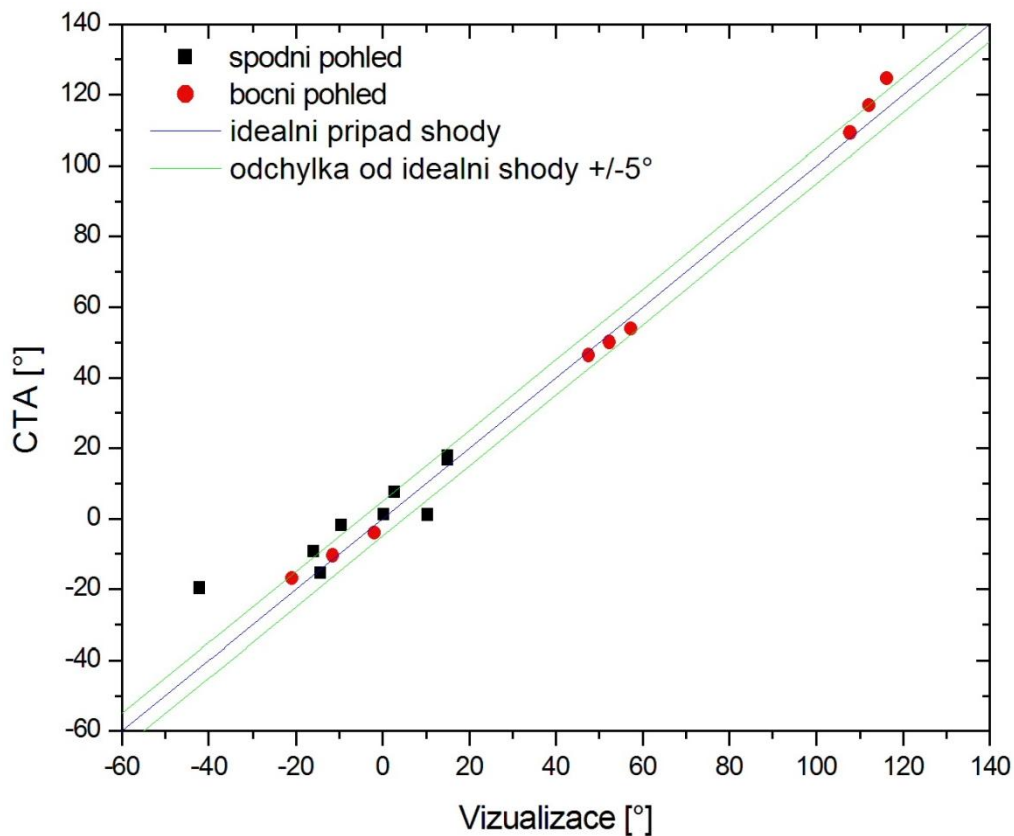 140
120
100
80
60
40
20
0
-20
-40
-60
spodni pohled
bocni pohled
idealni pripad shody
odchylka od idealni shody +/-5°
CTA [°]
-60 -40 -20 0 20 40 60 80 100 120 140
Vizualizace [°]